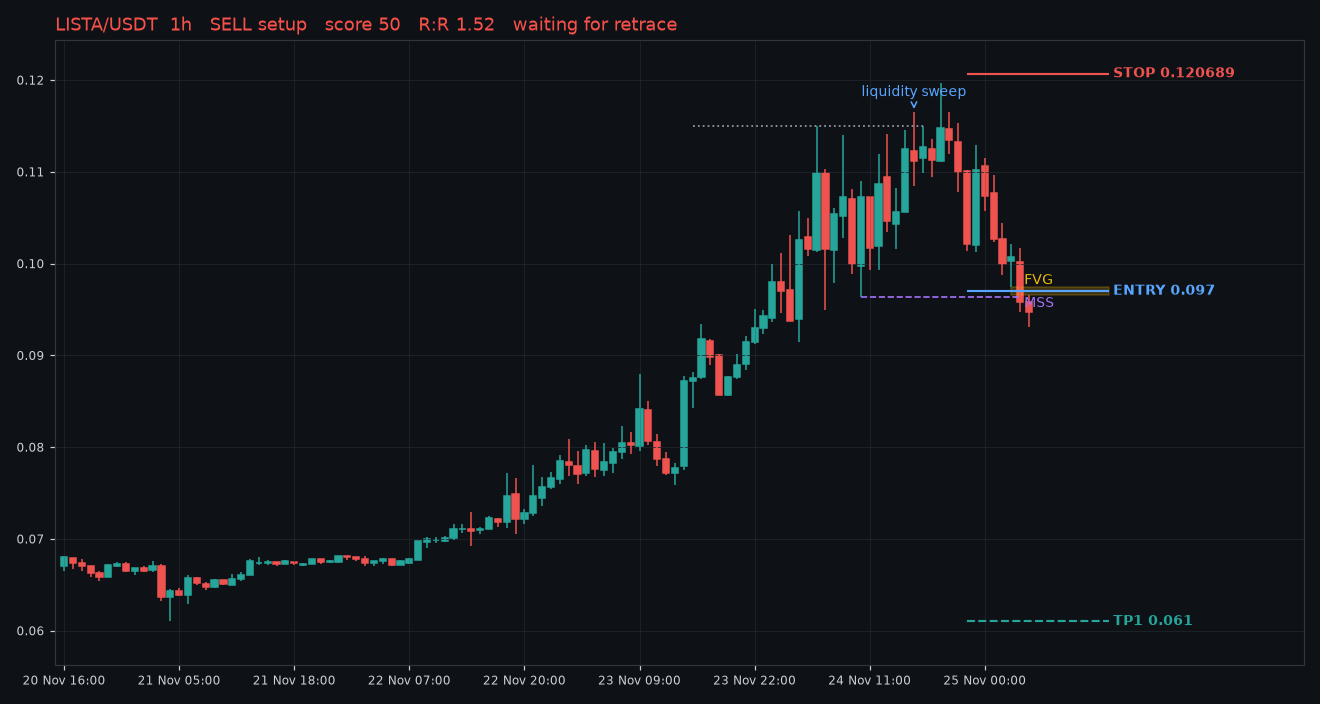 LISTA/USDT 1h SELL setup score 50 R:R 1.52 waiting for retrace
0.12
STOP 0.120689
liquidity sweep
0.11
0.10
FVG
ENTRY 0.097
MSS
0.09
0.08
0.07
0.06
TP1 0.061
20 Nov 16:00 21 Nov 05:00 21 Nov 18:00 22 Nov 07:00 22 Nov 20:00 23 Nov 09:00 23 Nov 22:00 24 Nov 11:00 25 Nov 00:00